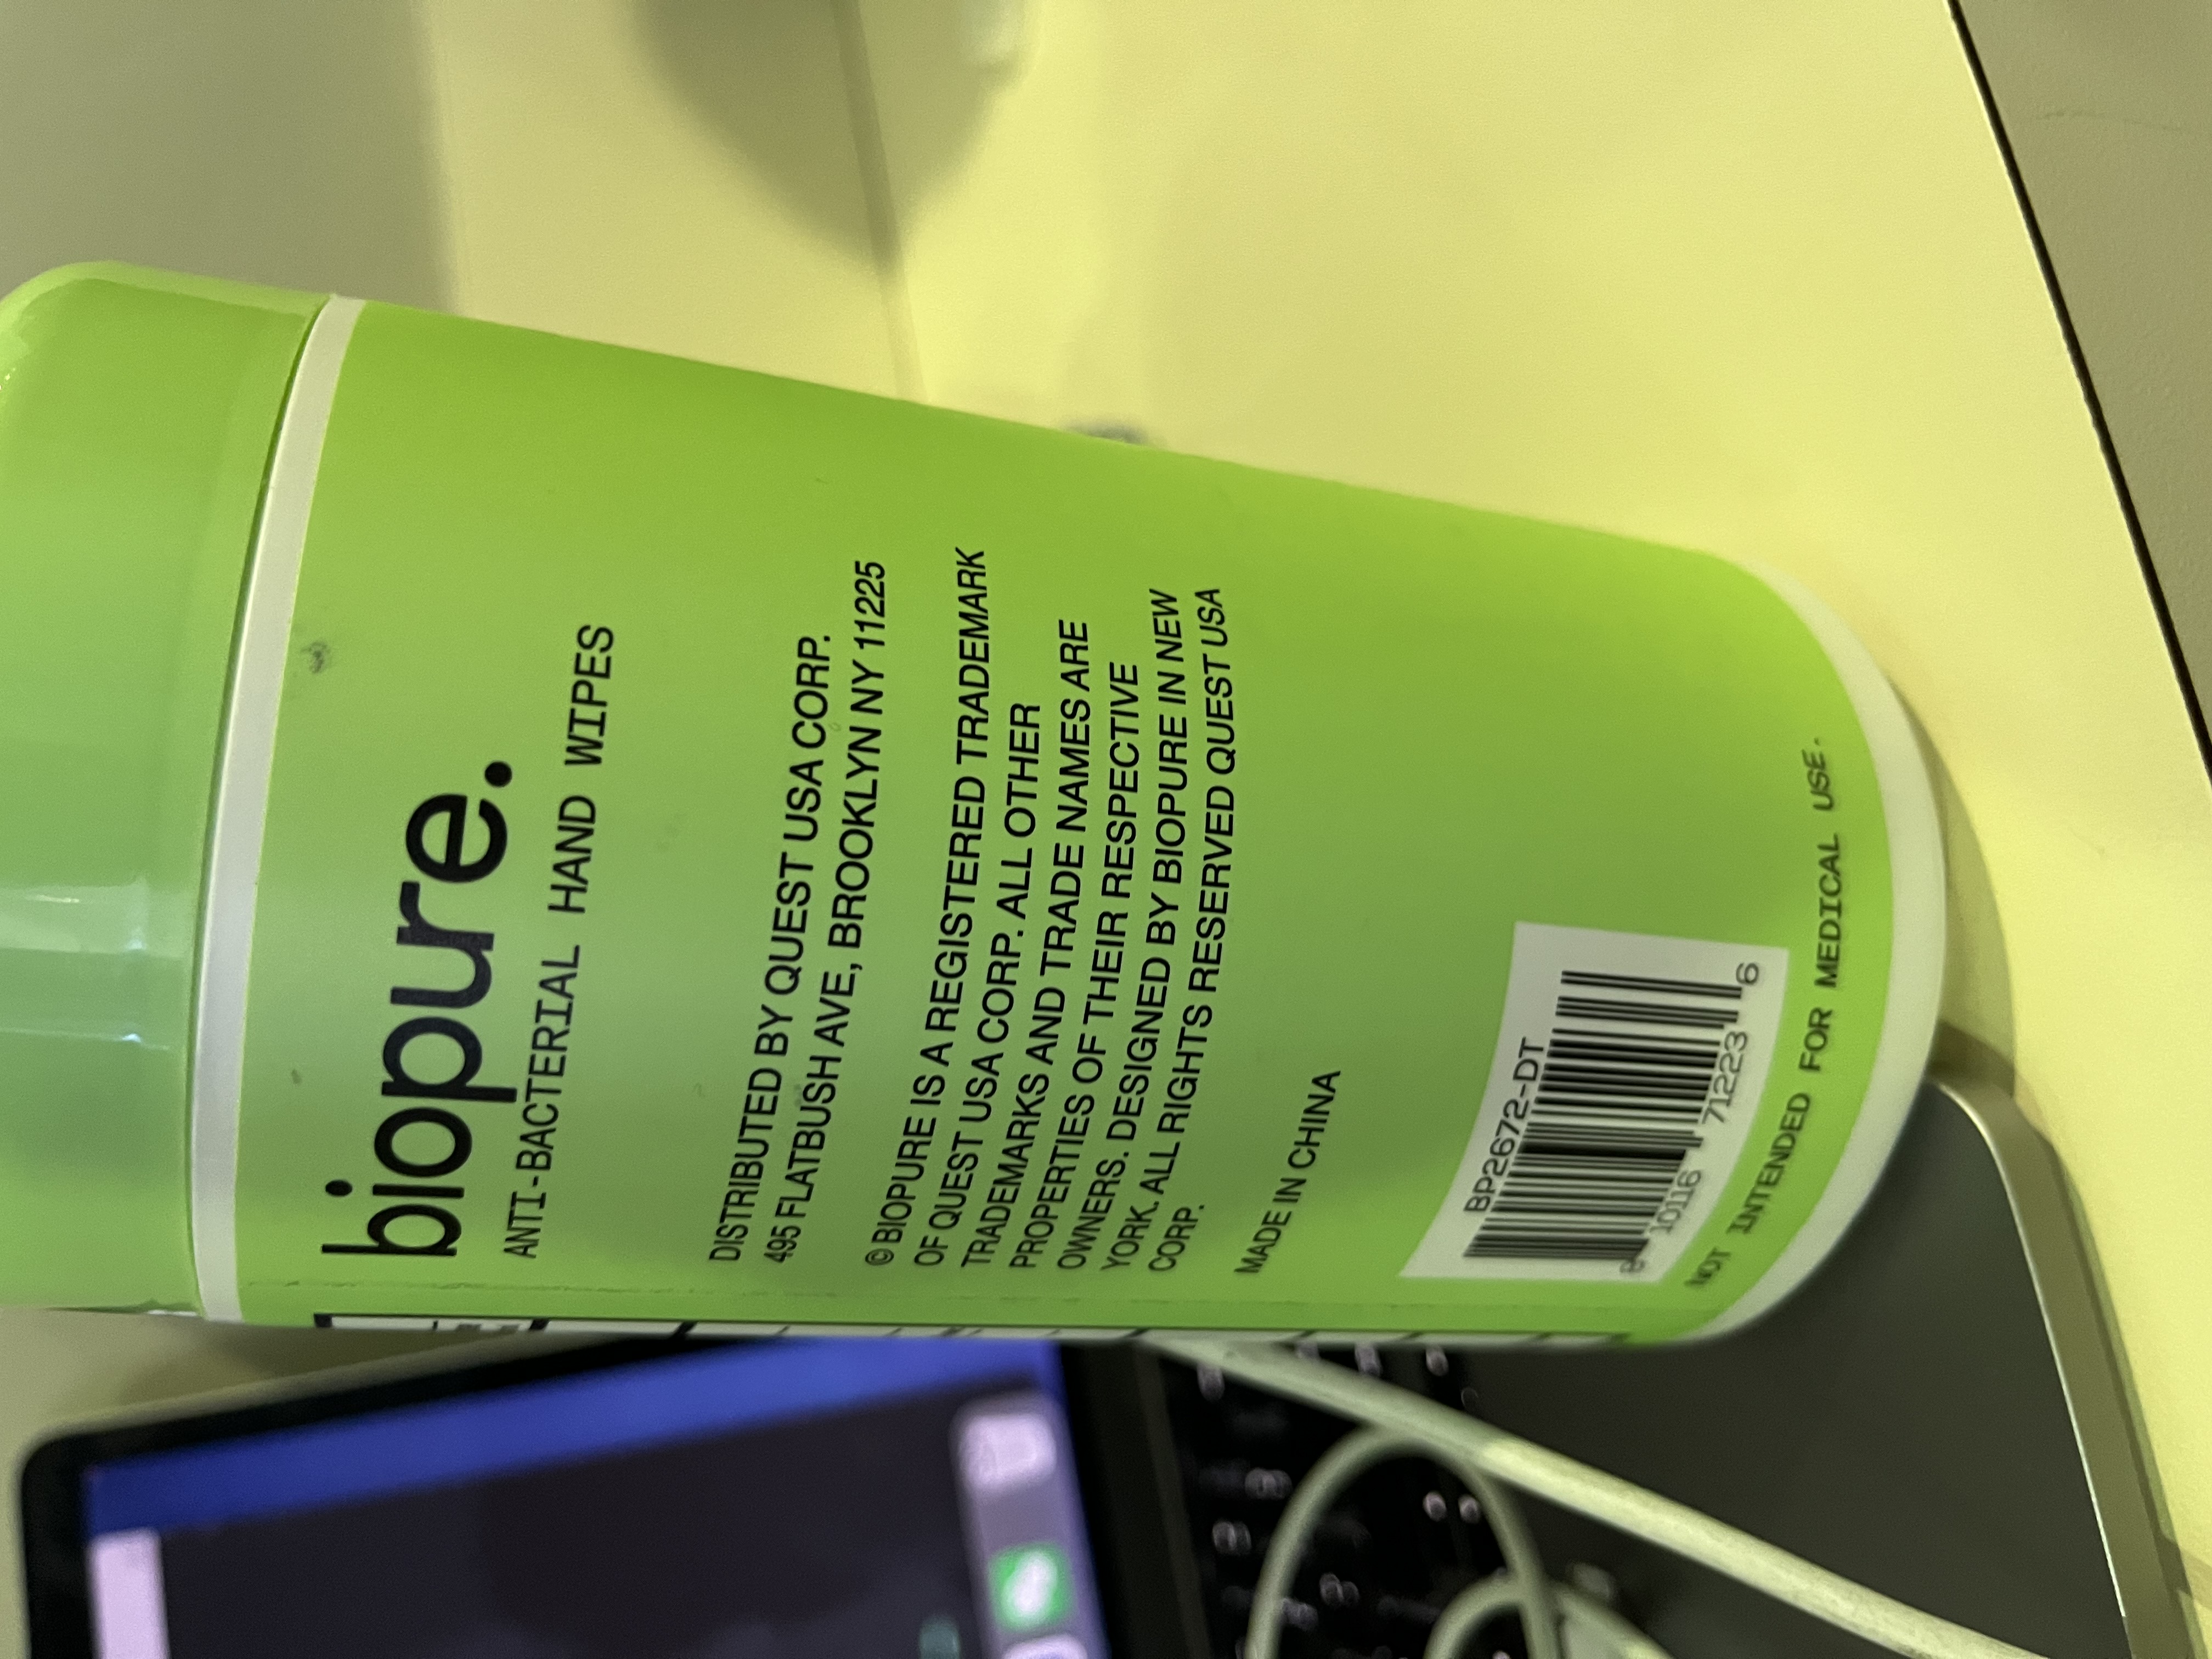 biopure.
ANTI-BACTERIAL HAND WIPES
DISTRIBUTED BY QUEST USA CORP.
495 FLATBUSH AVE, BROOKLYN NY 11225
© BIOPURE IS A REGISTERED TRADEMARK
OF QUEST USA CORP. ALL OTHER
TRADEMARKS AND TRADE NAMES ARE
PROPERTIES OF THEIR RESPECTIVE
OWNERS. DESIGNED BY BIOPURE IN NEW
YORK. ALL RIGHTS RESERVED QUEST USA
CORP.
MADE IN CHINA
BP2672-DT
8 10116 71223 6
NOT INTENDED FOR MEDICAL USE.